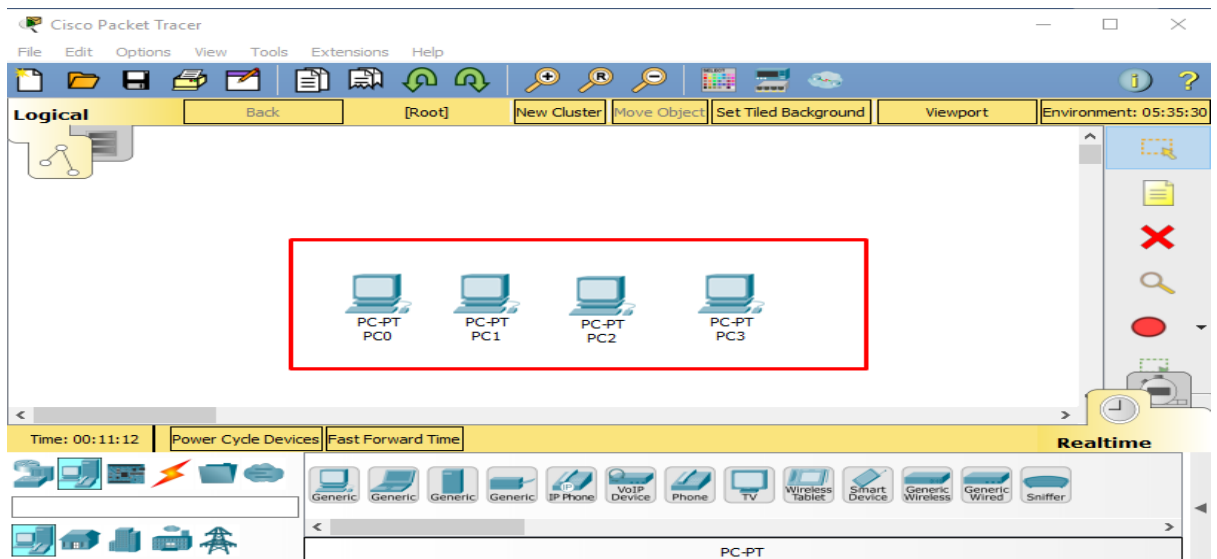 Cisco Packet Tracer
File Edit Options View Tools Extensions Help
Logical Back [Root] New Cluster Move Object Set Tiled Background Viewport Environment: 05:35:30
PC-PT PC-PT PC-PT PC-PT
PC0 PC1 PC2 PC3
Time: 00:11:12 Power Cycle Devices Fast Forward Time Realtime
Generic Generic Generic Generic IP Phone VoIP Device Phone TV Wireless Tablet Smart Device Generic Wireless Generic Wired Sniffer
PC-PT